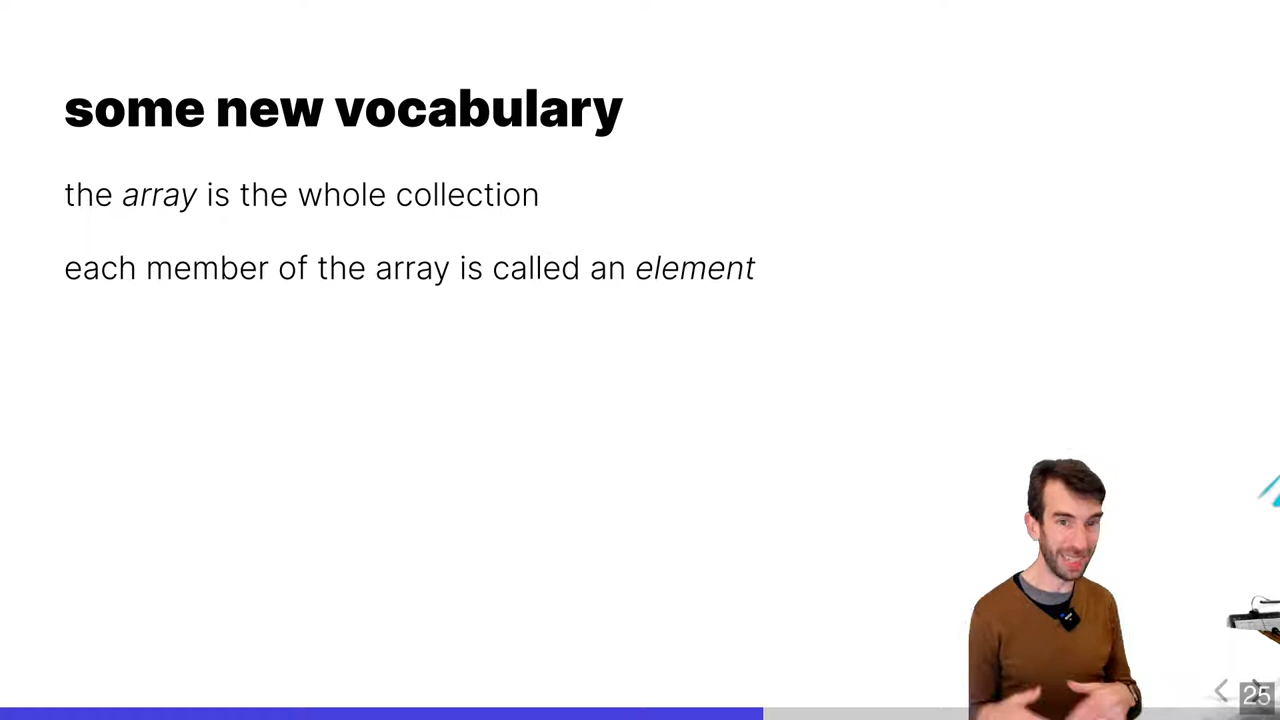 some new vocabulary
the array is the whole collection
each member of the array is called an element
25